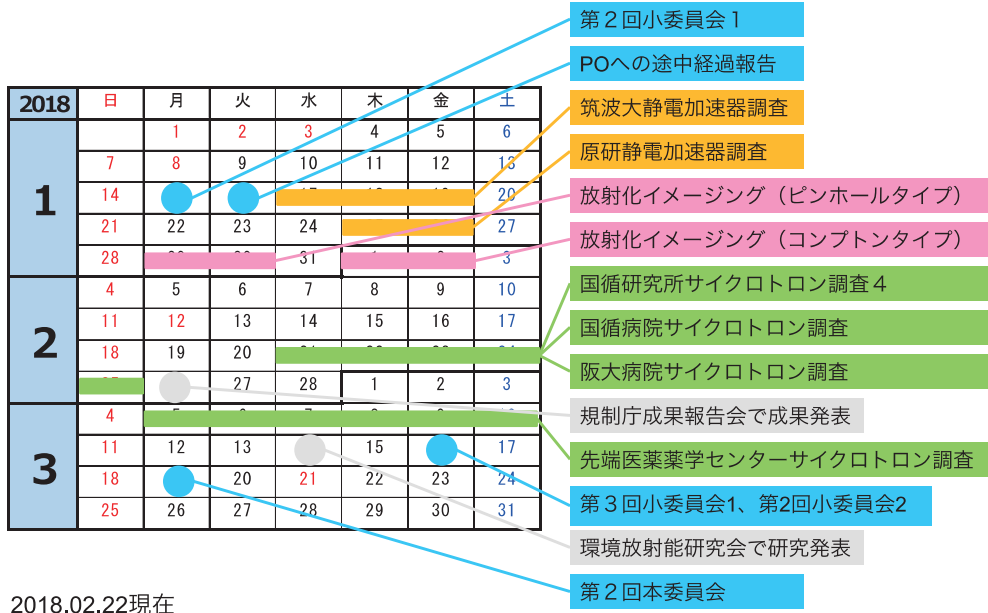 第２回小委員会１
POへの途中経過報告
2018 日 月 火 水 木 金 土
筑波大静電加速器調査
1 2 3 4 5 6
原研静電加速器調査
7 8 9 10 11 12 13
1
14 20
放射化イメージング（ピンホールタイプ）
21 22 23 24 27
放射化イメージング（コンプトンタイプ）
28 31 3
国循研究所サイクロトロン調査４
4 5 6 7 8 9 10
11 12 13 14 15 16 17
国循病院サイクロトロン調査
2
18 19 20
阪大病院サイクロトロン調査
27 28 1 2 3
規制庁成果報告会で成果発表
4
11 12 13 15 17
先端医薬薬学センターサイクロトロン調査
3
18 20 21 22 23 24
第３回小委員会1、第2回小委員会2
25 26 27 28 29 30 31
環境放射能研究会で研究発表
第２回本委員会
2018.02.22現在